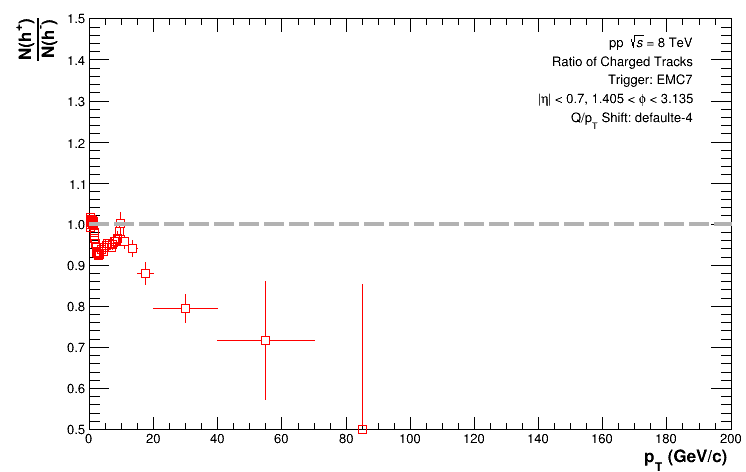 N(h⁺)
N(h⁻)
1.5
1.4
1.3
1.2
1.1
1.0
0.9
0.8
0.7
0.6
0.5
pp √s = 8 TeV
Ratio of Charged Tracks
Trigger: EMC7
|η| < 0.7, 1.405 < ϕ < 3.135
Q/p_T Shift: defaulte-4
0 20 40 60 80 100 120 140 160 180 200
p_T (GeV/c)